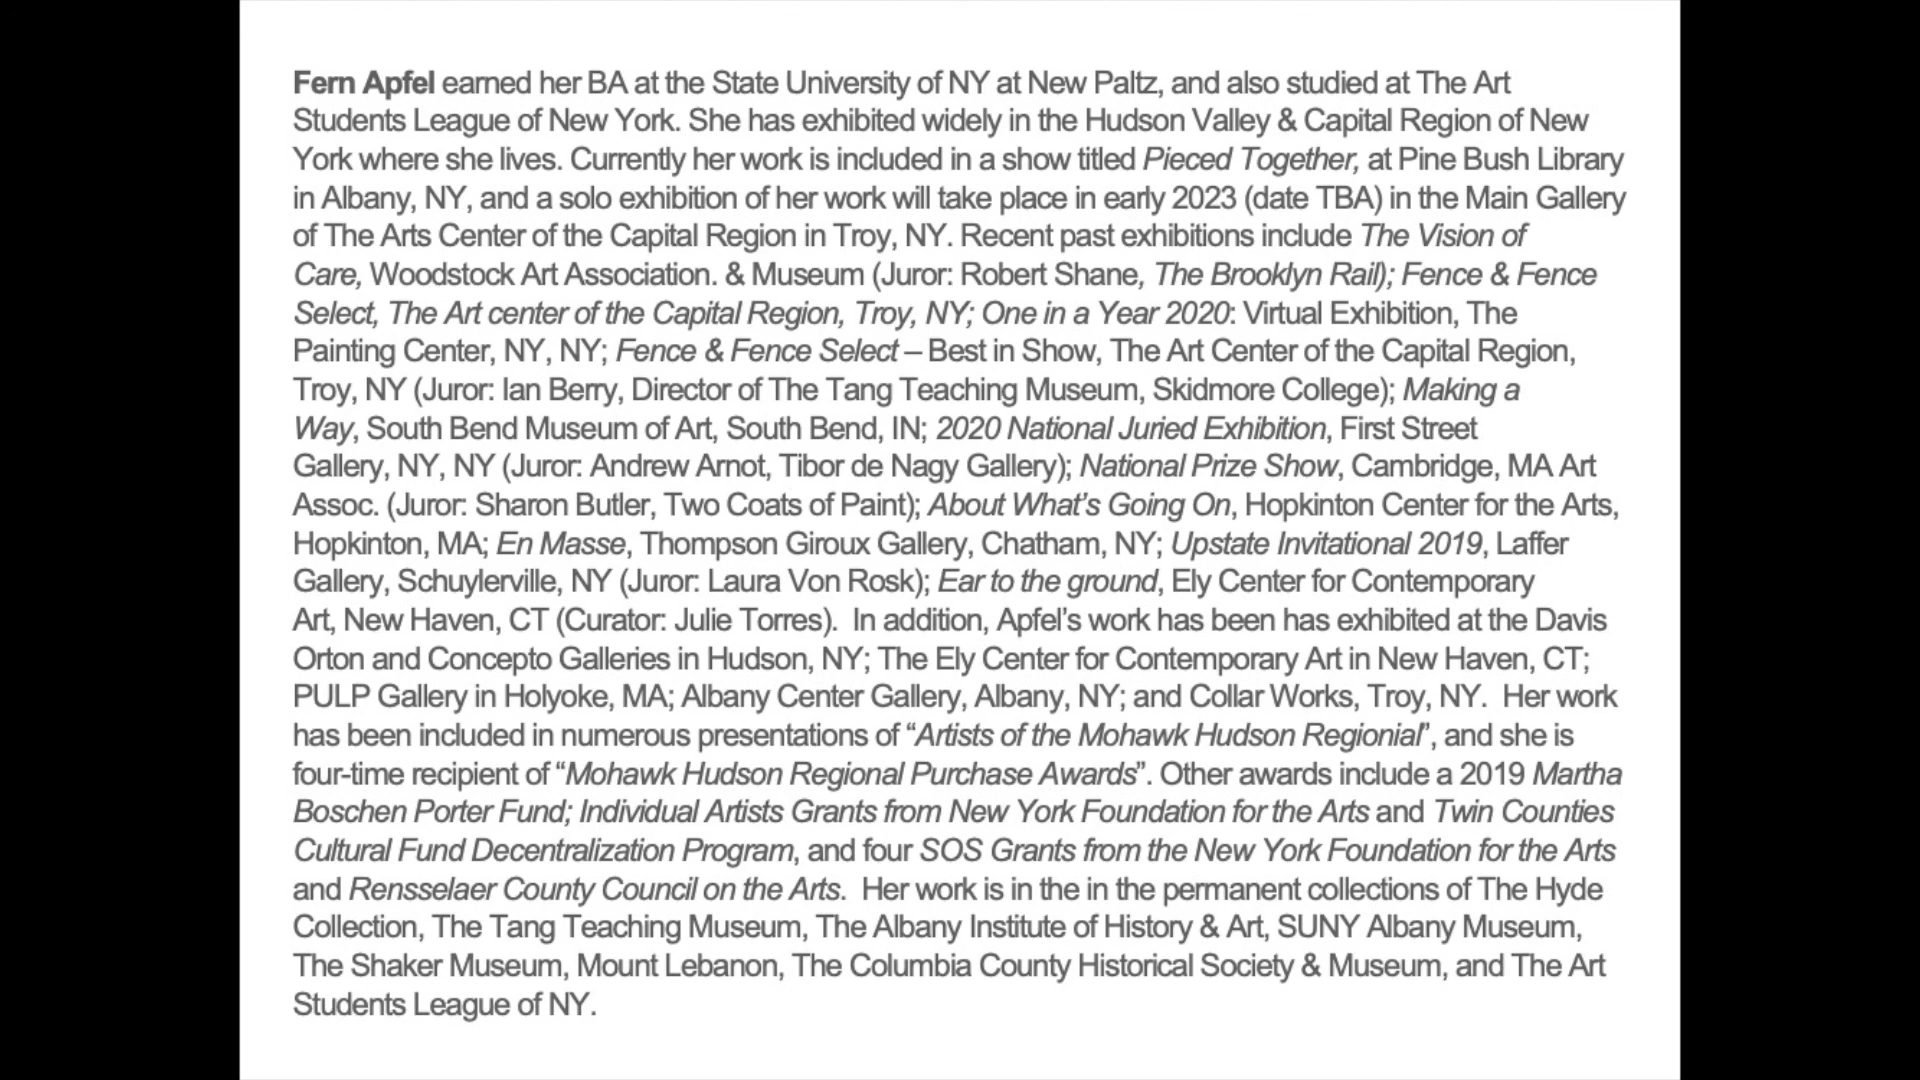 Fern Apfel earned her BA at the State University of NY at New Paltz, and also studied at The Art
Students League of New York. She has exhibited widely in the Hudson Valley & Capital Region of New
York where she lives. Currently her work is included in a show titled Pieced Together, at Pine Bush Library
in Albany, NY, and a solo exhibition of her work will take place in early 2023 (date TBA) in the Main Gallery
of The Arts Center of the Capital Region in Troy, NY. Recent past exhibitions include The Vision of
Care, Woodstock Art Association. & Museum (Juror: Robert Shane, The Brooklyn Rail); Fence & Fence
Select, The Art center of the Capital Region, Troy, NY; One in a Year 2020: Virtual Exhibition, The
Painting Center, NY, NY; Fence & Fence Select – Best in Show, The Art Center of the Capital Region,
Troy, NY (Juror: Ian Berry, Director of The Tang Teaching Museum, Skidmore College); Making a
Way, South Bend Museum of Art, South Bend, IN; 2020 National Juried Exhibition, First Street
Gallery, NY, NY (Juror: Andrew Arnot, Tibor de Nagy Gallery); National Prize Show, Cambridge, MA Art
Assoc. (Juror: Sharon Butler, Two Coats of Paint); About What's Going On, Hopkinton Center for the Arts,
Hopkinton, MA; En Masse, Thompson Giroux Gallery, Chatham, NY; Upstate Invitational 2019, Laffer
Gallery, Schuylerville, NY (Juror: Laura Von Rosk); Ear to the ground, Ely Center for Contemporary
Art, New Haven, CT (Curator: Julie Torres).  In addition, Apfel's work has been has exhibited at the Davis
Orton and Concepto Galleries in Hudson, NY; The Ely Center for Contemporary Art in New Haven, CT;
PULP Gallery in Holyoke, MA; Albany Center Gallery, Albany, NY; and Collar Works, Troy, NY.  Her work
has been included in numerous presentations of “Artists of the Mohawk Hudson Regionial”, and she is
four-time recipient of “Mohawk Hudson Regional Purchase Awards”. Other awards include a 2019 Martha
Boschen Porter Fund; Individual Artists Grants from New York Foundation for the Arts and Twin Counties
Cultural Fund Decentralization Program, and four SOS Grants from the New York Foundation for the Arts
and Rensselaer County Council on the Arts.  Her work is in the in the permanent collections of The Hyde
Collection, The Tang Teaching Museum, The Albany Institute of History & Art, SUNY Albany Museum,
The Shaker Museum, Mount Lebanon, The Columbia County Historical Society & Museum, and The Art
Students League of NY.